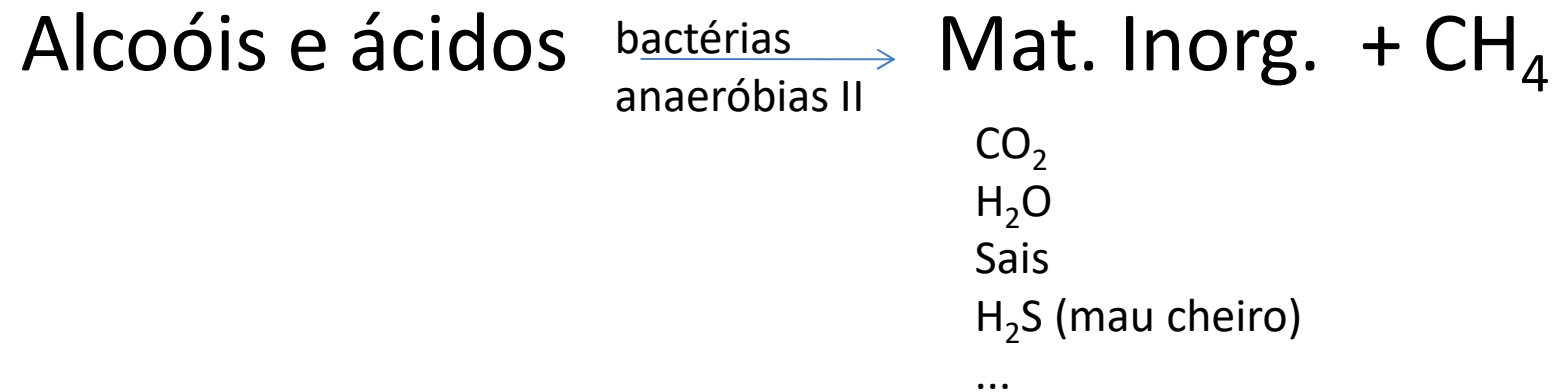 Alcoóis e ácidos bactérias anaeróbias II Mat. Inorg. + CH₄
CO₂
H₂O
Sais
H₂S (mau cheiro)
...